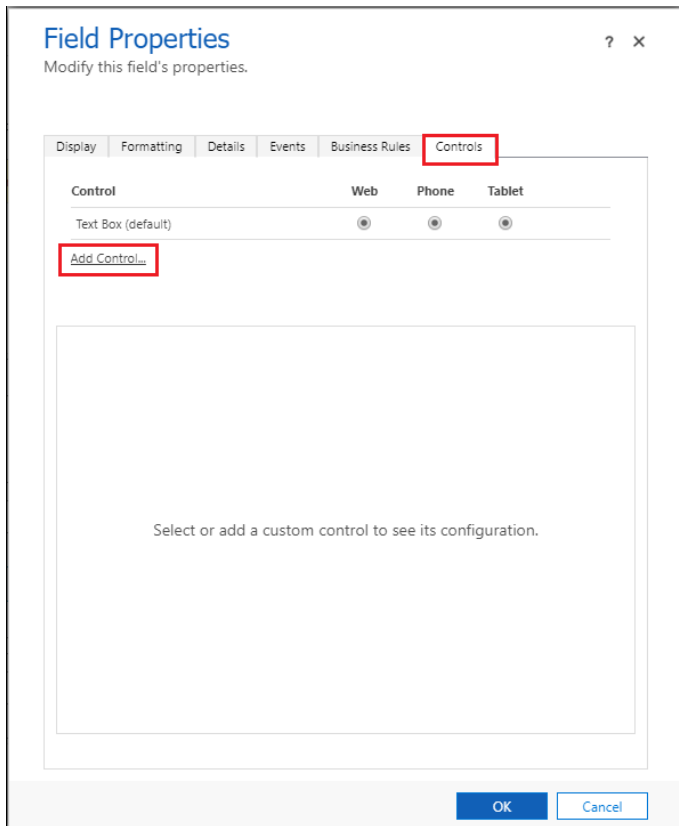 Field Properties
? ×
Modify this field's properties.
Display Formatting Details Events Business Rules Controls
Control Web Phone Tablet
Text Box (default)
Add Control...
Select or add a custom control to see its configuration.
OK Cancel